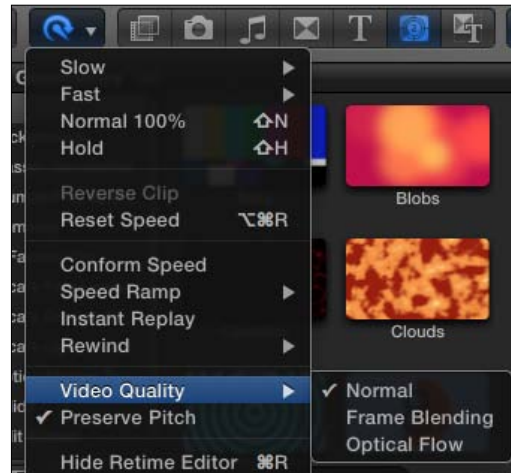 T
G
Slow
Fast
Normal 100% ⇧N
Hold ⇧H
Reverse Clip
Reset Speed ⌥⌘R
Conform Speed
Speed Ramp
Instant Replay
Rewind
Video Quality
✓ Preserve Pitch
Hide Retime Editor ⌘R
✓ Normal
Frame Blending
Optical Flow
Blobs
Clouds